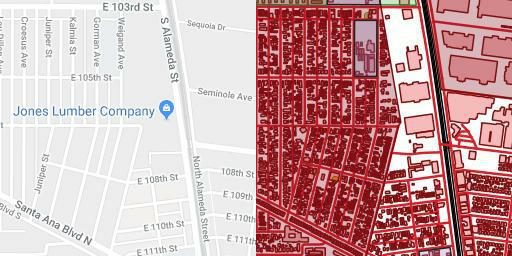 E 103rd St
Sequoia Dr
Croesus Ave
Juniper St
Kalmia St
Gorman Ave
Weigand Ave
S Alameda St
E 105th St
Seminole Ave
Jones Lumber Company
Juniper St
108th St
E 108th St
North Alameda Street
E 109th
Santa Ana Blvd N
E 110th St
E 110th
E 111th St
E 111th